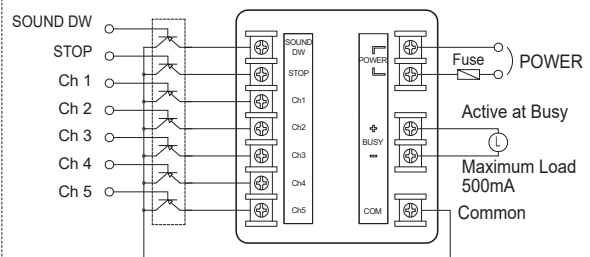 SOUND DW
STOP
Ch 1
Ch 2
Ch 3
Ch 4
Ch 5
SOUND
DW
STOP
Ch1
Ch2
Ch3
Ch4
Ch5
POWER
+
BUSY
−
COM
Fuse
POWER
Active at Busy
L
Maximum Load
500mA
Common